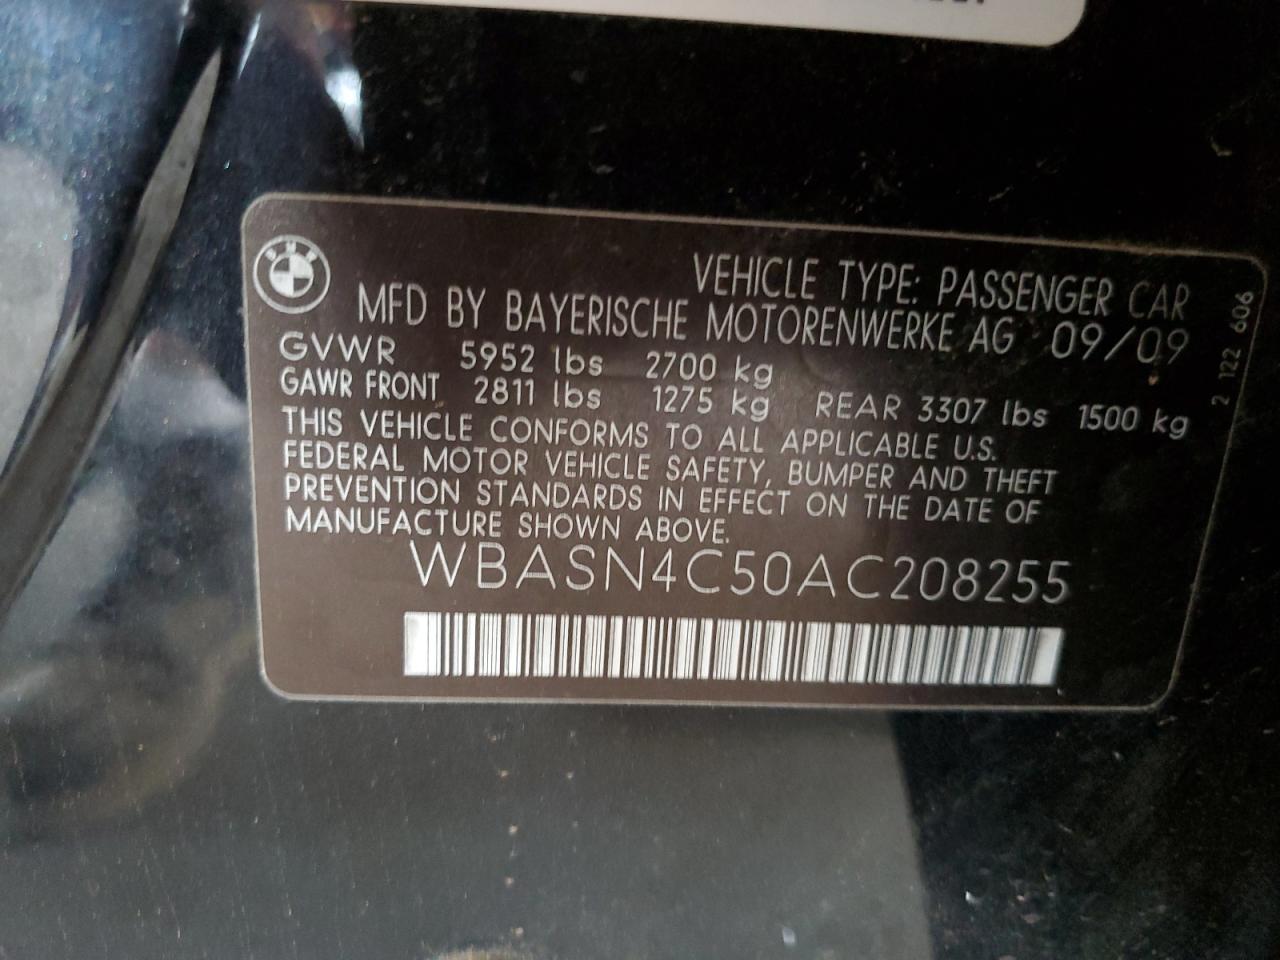 BMW
VEHICLE TYPE: PASSENGER CAR
MFD BY BAYERISCHE MOTORENWERKE AG 09/09
GVWR 5952 lbs 2700 kg
GAWR FRONT 2811 lbs 1275 kg REAR 3307 lbs 1500 kg
THIS VEHICLE CONFORMS TO ALL APPLICABLE U.S.
FEDERAL MOTOR VEHICLE SAFETY, BUMPER AND THEFT
PREVENTION STANDARDS IN EFFECT ON THE DATE OF
MANUFACTURE SHOWN ABOVE.
WBASN4C50AC208255
2 122 606